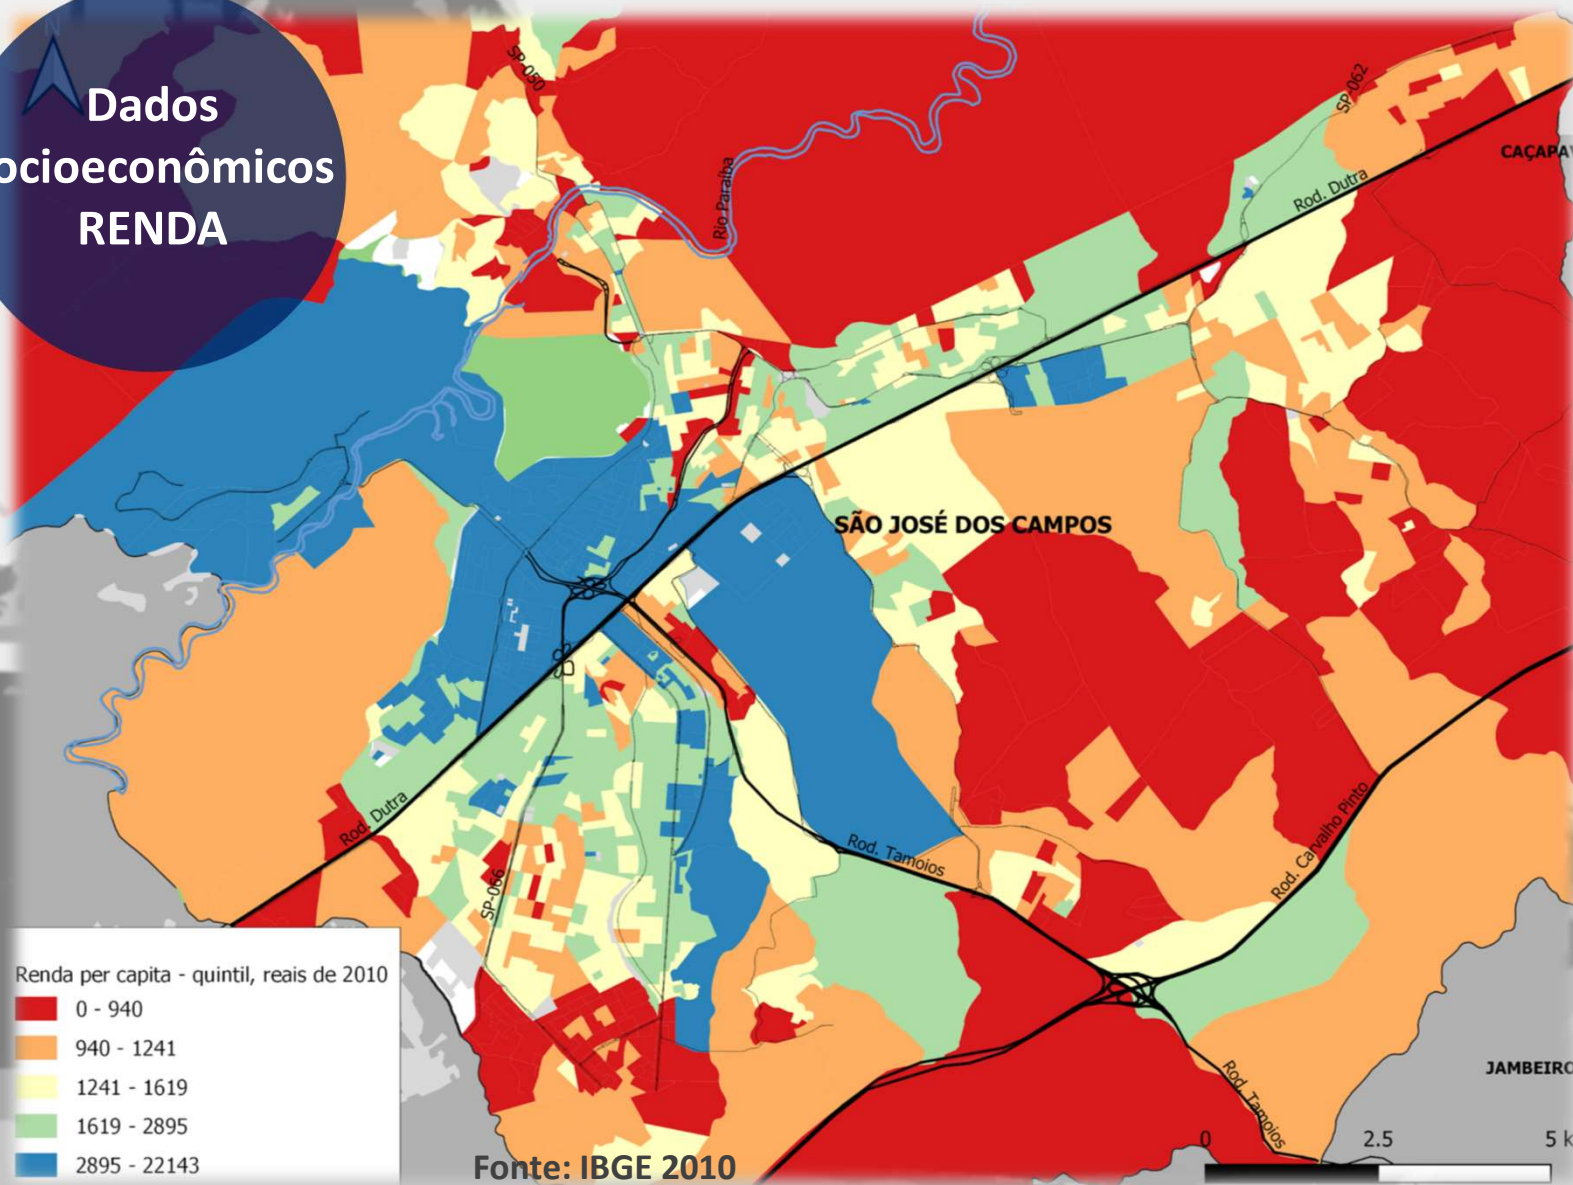 N
Dados
ocioeconômicos
RENDA
SP-050
Rio Paraíba
SP-062
CAÇAPAV
Rod. Dutra
SÃO JOSÉ DOS CAMPOS
Rod. Dutra
Rod. Tamoios
Rod. Carvalho Pinto
SP-066
Rod. Tamoios
JAMBEIRO
Renda per capita - quintil, reais de 2010
0 - 940
940 - 1241
1241 - 1619
1619 - 2895
2895 - 22143
Fonte: IBGE 2010
0 2.5 5 k